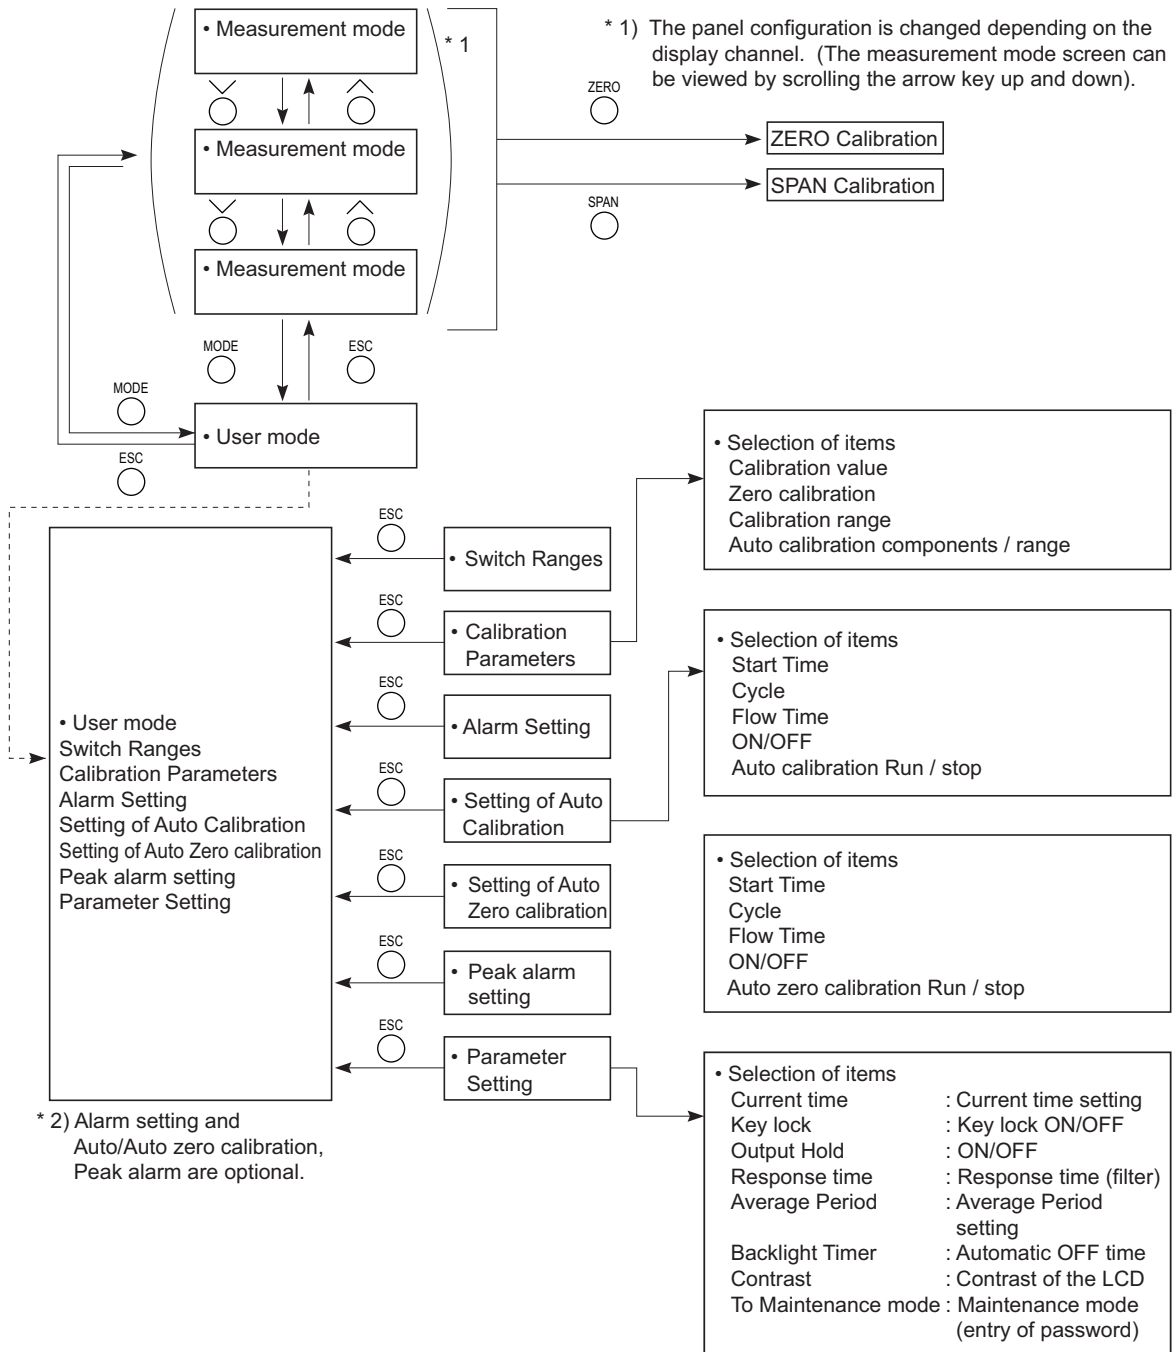 • Measurement mode
* 1
* 1) The panel configuration is changed depending on the
display channel. (The measurement mode screen can
be viewed by scrolling the arrow key up and down).
ZERO
• Measurement mode
ZERO Calibration
SPAN Calibration
SPAN
• Measurement mode
MODE
ESC
MODE
• User mode
ESC
• Selection of items
Calibration value
Zero calibration
Calibration range
Auto calibration components / range
ESC
• Switch Ranges
ESC
• Calibration
Parameters
• Selection of items
Start Time
Cycle
Flow Time
ON/OFF
Auto calibration Run / stop
ESC
• Alarm Setting
• User mode
Switch Ranges
Calibration Parameters
Alarm Setting
Setting of Auto Calibration
Setting of Auto Zero calibration
Peak alarm setting
Parameter Setting
ESC
• Setting of Auto
Calibration
ESC
• Setting of Auto
Zero calibration
• Selection of items
Start Time
Cycle
Flow Time
ON/OFF
Auto zero calibration Run / stop
ESC
• Peak alarm
setting
ESC
• Parameter
Setting
* 2) Alarm setting and
Auto/Auto zero calibration,
Peak alarm are optional.
• Selection of items
Current time : Current time setting
Key lock : Key lock ON/OFF
Output Hold : ON/OFF
Response time : Response time (filter)
Average Period : Average Period
setting
Backlight Timer : Automatic OFF time
Contrast : Contrast of the LCD
To Maintenance mode : Maintenance mode
(entry of password)